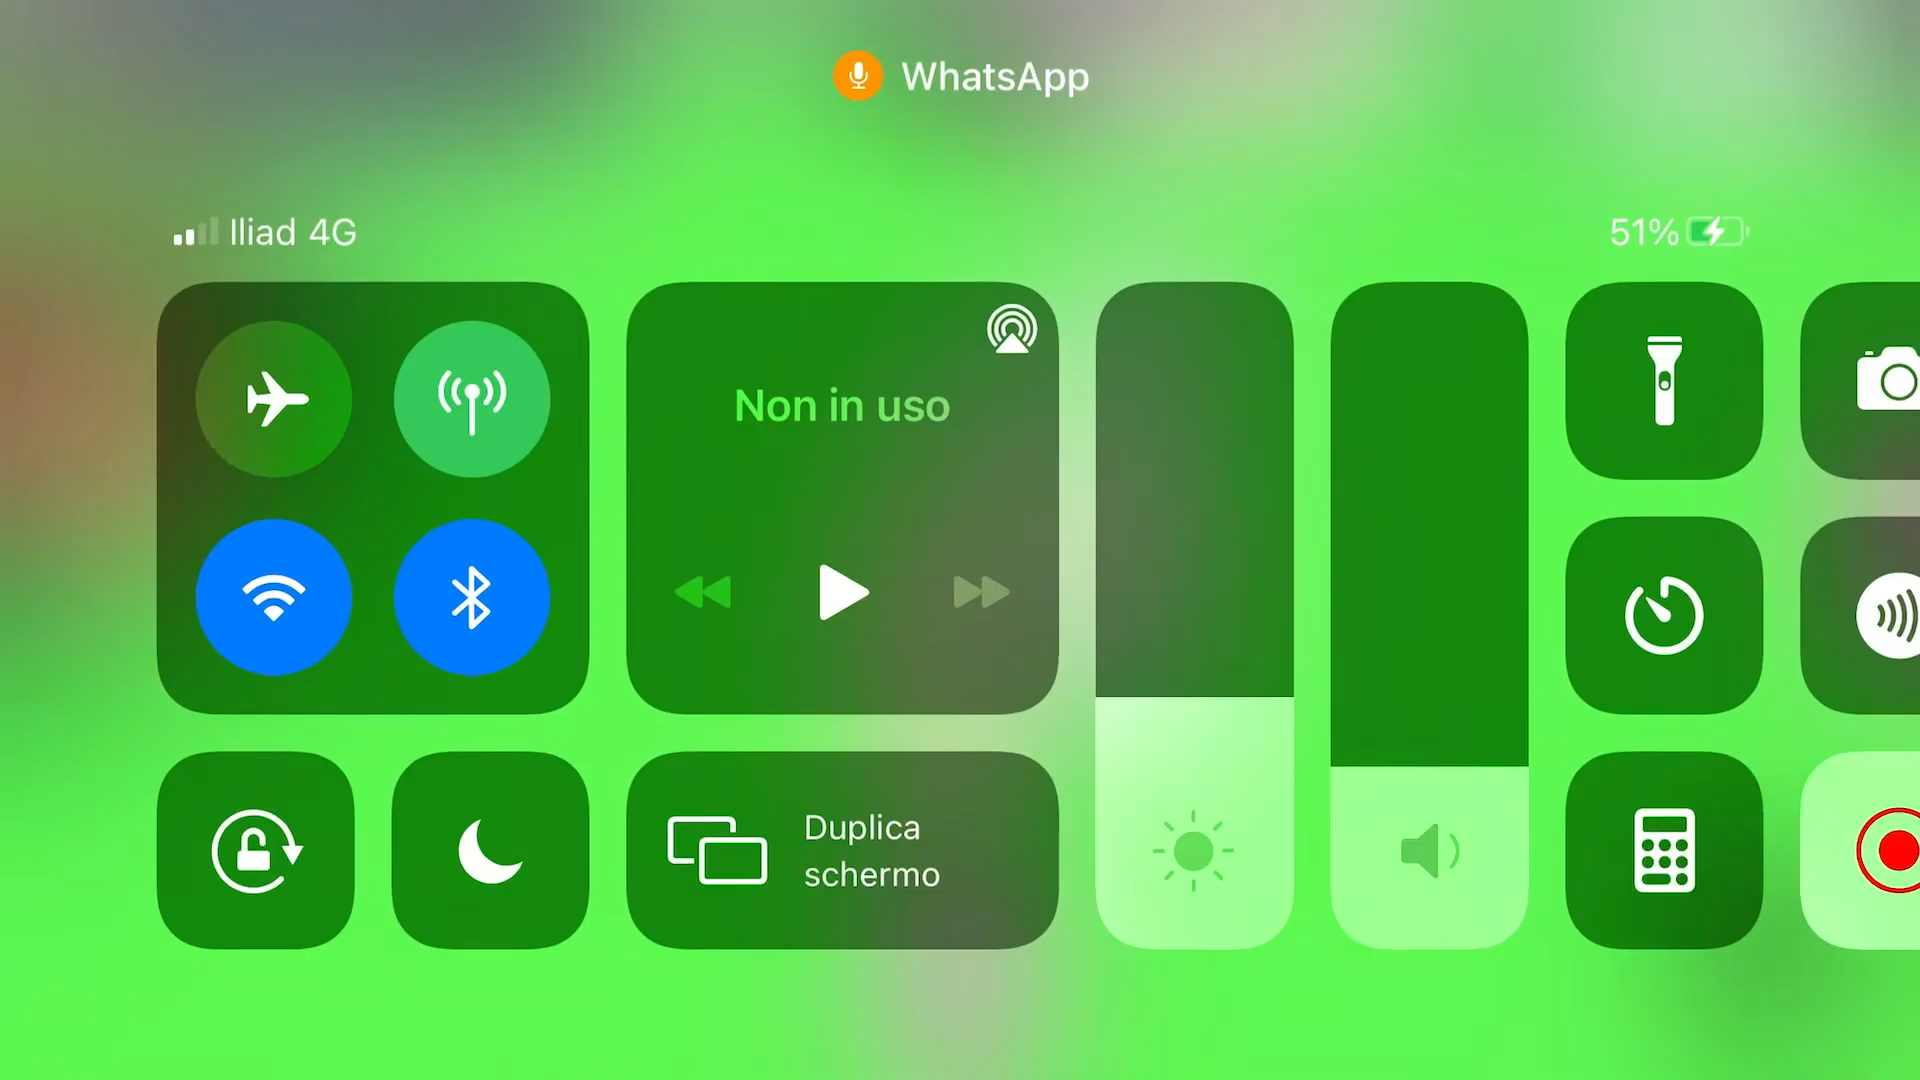 WhatsApp
Iliad 4G
51%
Non in uso
Duplica
schermo